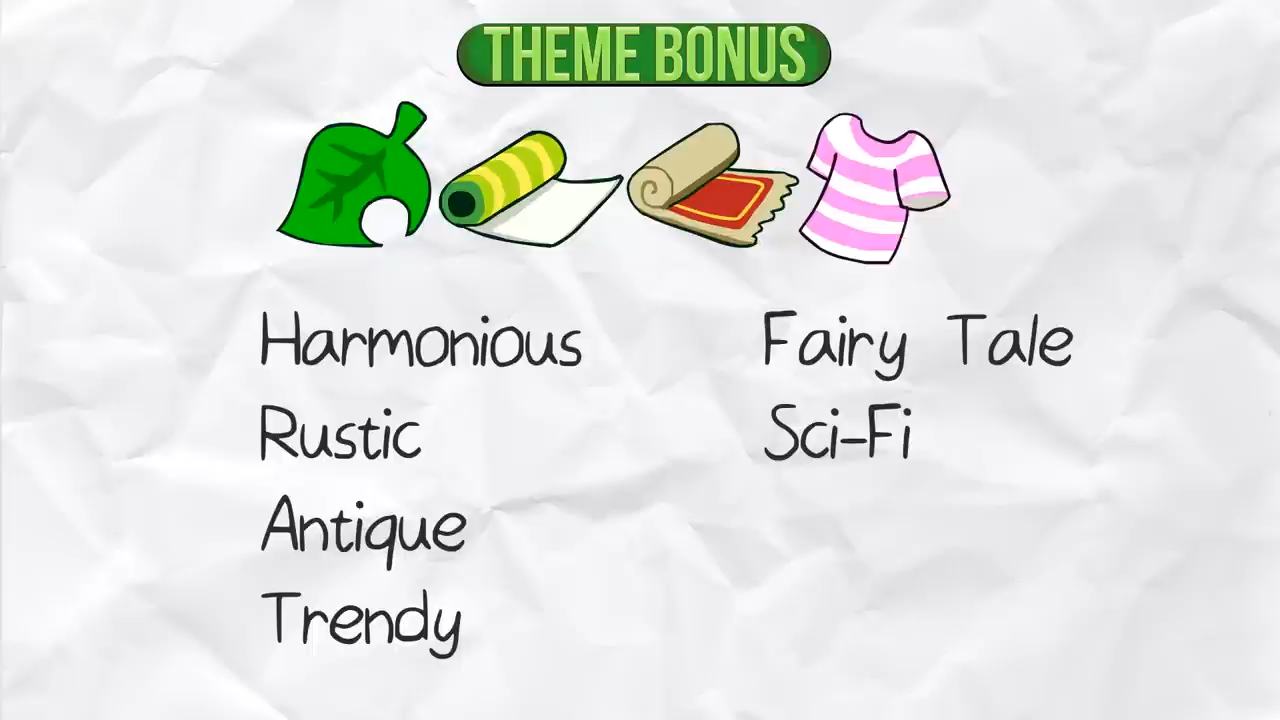 THEME BONUS
Harmonious
Rustic
Antique
Trendy
Fairy Tale
Sci-Fi